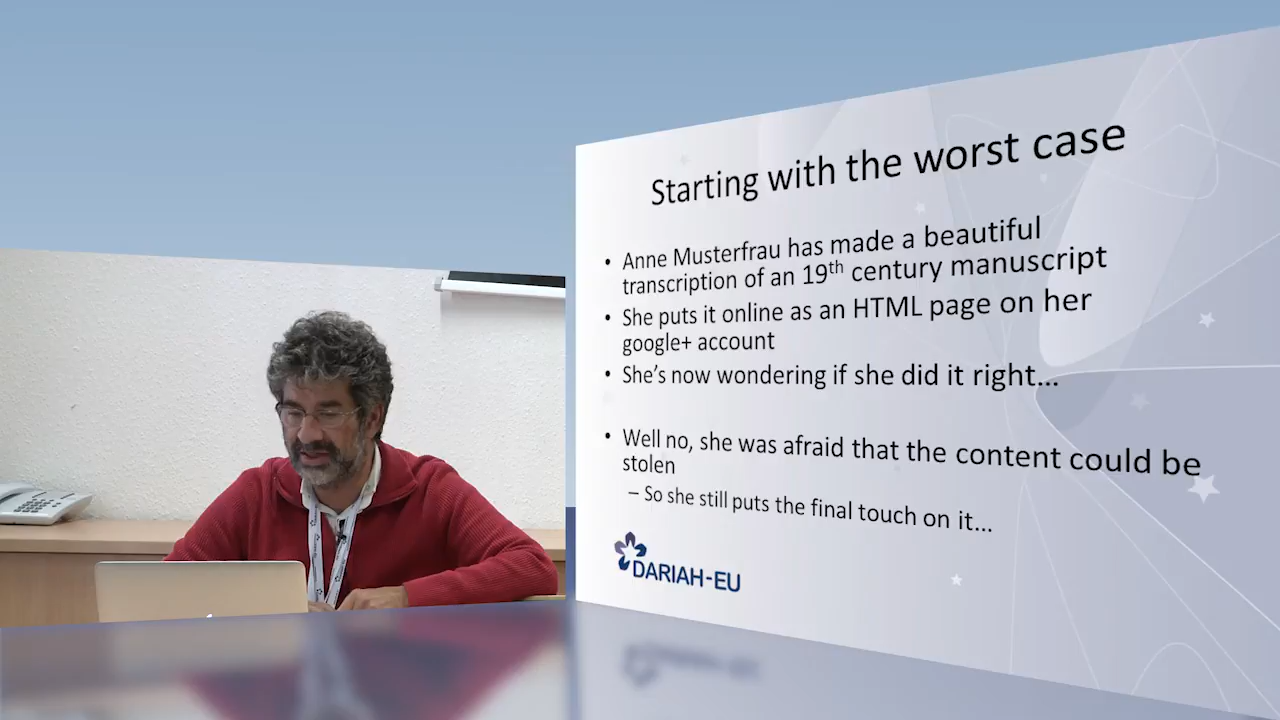 Starting with the worst case
• Anne Musterfrau has made a beautiful
transcription of an 19th century manuscript
• She puts it online as an HTML page on her
google+ account
• She's now wondering if she did it right...
• Well no, she was afraid that the content could be
stolen
– So she still puts the final touch on it...
DARIAH-EU